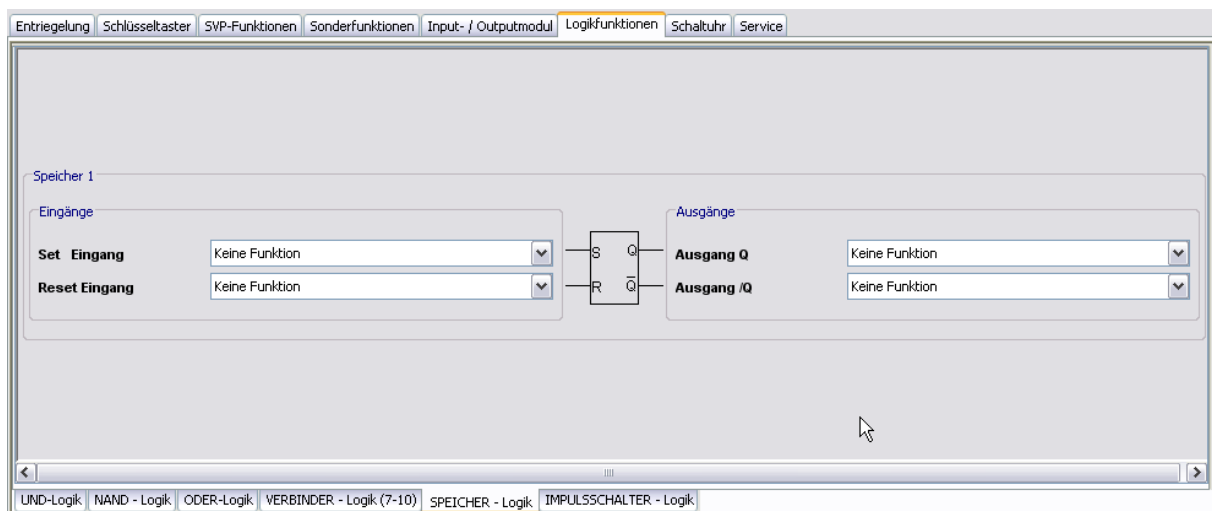 Entriegelung Schlüsseltaster SVP-Funktionen Sonderfunktionen Input- / Outputmodul Logikfunktionen Schaltuhr Service
Speicher 1
Eingänge
Ausgänge
Set Eingang Keine Funktion S Q Ausgang Q Keine Funktion
Reset Eingang Keine Funktion R Q̅ Ausgang /Q Keine Funktion
UND-Logik NAND - Logik ODER-Logik VERBINDER - Logik (7-10) SPEICHER - Logik IMPULSSCHALTER - Logik